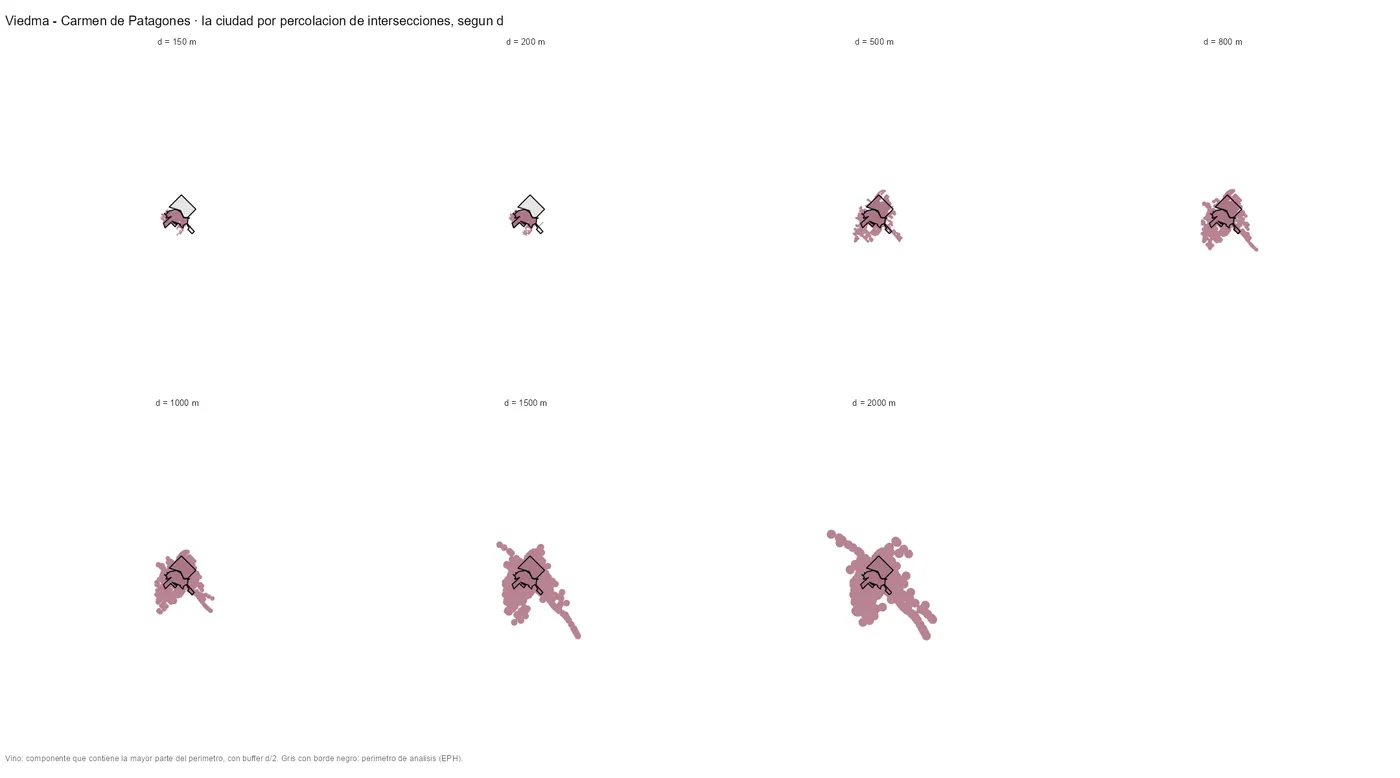 Viedma - Carmen de Patagones · la ciudad por percolacion de intersecciones, segun d
d = 150 m
d = 200 m
d = 500 m
d = 800 m
d = 1000 m
d = 1500 m
d = 2000 m
Vino: componente que contiene la mayor parte del perimetro, con buffer d/2. Gris con borde negro: perimetro de analisis (EPH).